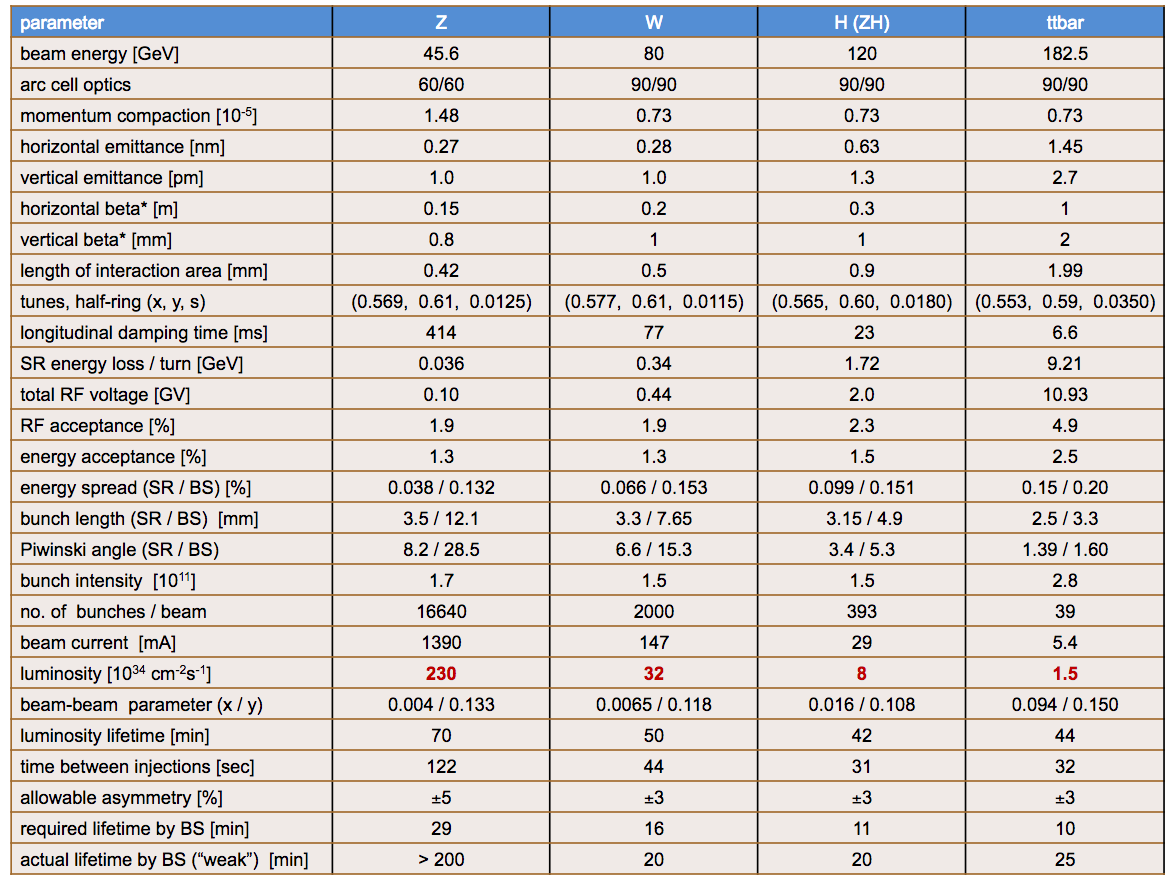 parameter Z W H (ZH) ttbar
beam energy [GeV] 45.6 80 120 182.5
arc cell optics 60/60 90/90 90/90 90/90
momentum compaction [10-5] 1.48 0.73 0.73 0.73
horizontal emittance [nm] 0.27 0.28 0.63 1.45
vertical emittance [pm] 1.0 1.0 1.3 2.7
horizontal beta* [m] 0.15 0.2 0.3 1
vertical beta* [mm] 0.8 1 1 2
length of interaction area [mm] 0.42 0.5 0.9 1.99
tunes, half-ring (x, y, s) (0.569, 0.61, 0.0125) (0.577, 0.61, 0.0115) (0.565, 0.60, 0.0180) (0.553, 0.59, 0.0350)
longitudinal damping time [ms] 414 77 23 6.6
SR energy loss / turn [GeV] 0.036 0.34 1.72 9.21
total RF voltage [GV] 0.10 0.44 2.0 10.93
RF acceptance [%] 1.9 1.9 2.3 4.9
energy acceptance [%] 1.3 1.3 1.5 2.5
energy spread (SR / BS) [%] 0.038 / 0.132 0.066 / 0.153 0.099 / 0.151 0.15 / 0.20
bunch length (SR / BS) [mm] 3.5 / 12.1 3.3 / 7.65 3.15 / 4.9 2.5 / 3.3
Piwinski angle (SR / BS) 8.2 / 28.5 6.6 / 15.3 3.4 / 5.3 1.39 / 1.60
bunch intensity [1011] 1.7 1.5 1.5 2.8
no. of bunches / beam 16640 2000 393 39
beam current [mA] 1390 147 29 5.4
luminosity [1034 cm-2s-1] 230 32 8 1.5
beam-beam parameter (x / y) 0.004 / 0.133 0.0065 / 0.118 0.016 / 0.108 0.094 / 0.150
luminosity lifetime [min] 70 50 42 44
time between injections [sec] 122 44 31 32
allowable asymmetry [%] ±5 ±3 ±3 ±3
required lifetime by BS [min] 29 16 11 10
actual lifetime by BS (“weak”) [min] > 200 20 20 25